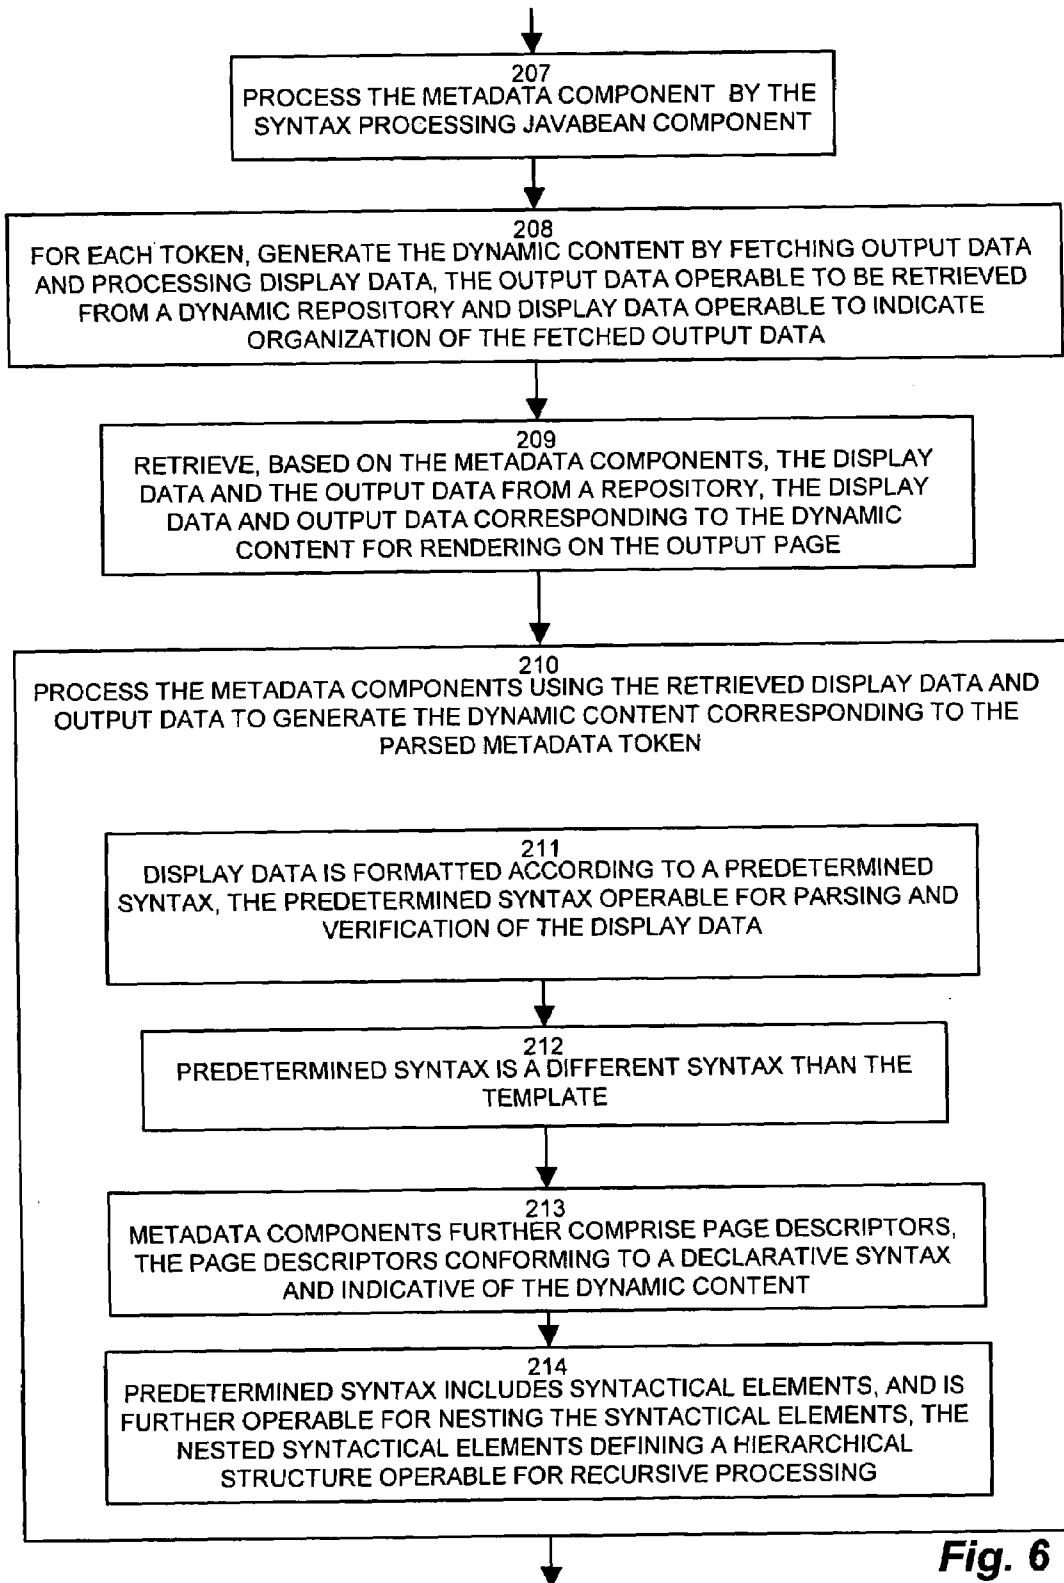 207
PROCESS THE METADATA COMPONENT BY THE
SYNTAX PROCESSING JAVABEAN COMPONENT
208
FOR EACH TOKEN, GENERATE THE DYNAMIC CONTENT BY FETCHING OUTPUT DATA
AND PROCESSING DISPLAY DATA, THE OUTPUT DATA OPERABLE TO BE RETRIEVED
FROM A DYNAMIC REPOSITORY AND DISPLAY DATA OPERABLE TO INDICATE
ORGANIZATION OF THE FETCHED OUTPUT DATA
209
RETRIEVE, BASED ON THE METADATA COMPONENTS, THE DISPLAY
DATA AND THE OUTPUT DATA FROM A REPOSITORY, THE DISPLAY
DATA AND OUTPUT DATA CORRESPONDING TO THE DYNAMIC
CONTENT FOR RENDERING ON THE OUTPUT PAGE
210
PROCESS THE METADATA COMPONENTS USING THE RETRIEVED DISPLAY DATA AND
OUTPUT DATA TO GENERATE THE DYNAMIC CONTENT CORRESPONDING TO THE
PARSED METADATA TOKEN
211
DISPLAY DATA IS FORMATTED ACCORDING TO A PREDETERMINED
SYNTAX, THE PREDETERMINED SYNTAX OPERABLE FOR PARSING AND
VERIFICATION OF THE DISPLAY DATA
212
PREDETERMINED SYNTAX IS A DIFFERENT SYNTAX THAN THE
TEMPLATE
213
METADATA COMPONENTS FURTHER COMPRISE PAGE DESCRIPTORS,
THE PAGE DESCRIPTORS CONFORMING TO A DECLARATIVE SYNTAX
AND INDICATIVE OF THE DYNAMIC CONTENT
214
PREDETERMINED SYNTAX INCLUDES SYNTACTICAL ELEMENTS, AND IS
FURTHER OPERABLE FOR NESTING THE SYNTACTICAL ELEMENTS, THE
NESTED SYNTACTICAL ELEMENTS DEFINING A HIERARCHICAL
STRUCTURE OPERABLE FOR RECURSIVE PROCESSING
Fig. 6